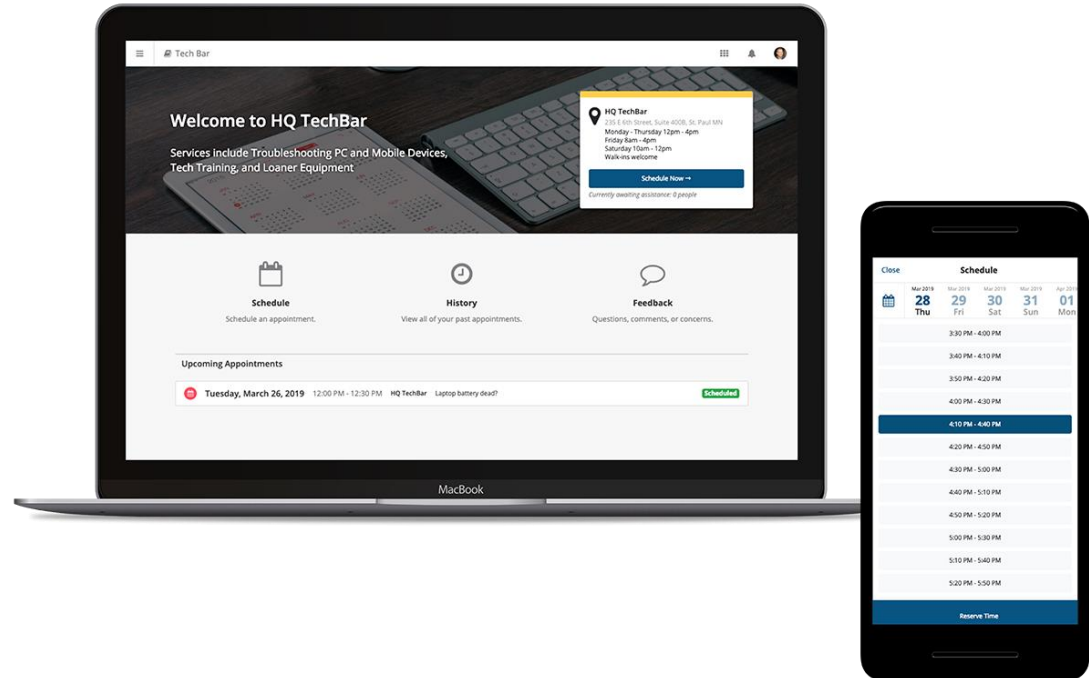 Tech Bar
Welcome to HQ TechBar
Services include Troubleshooting PC and Mobile Devices,
Tech Training, and Loaner Equipment
HQ TechBar
235 E 6th Street, Suite 400B, St. Paul MN
Monday - Thursday 12pm - 4pm
Friday 8am - 4pm
Saturday 10am - 12pm
Walk-ins welcome
Schedule Now →
Currently awaiting assistance: 0 people
Schedule
Schedule an appointment.
History
View all of your past appointments.
Feedback
Questions, comments, or concerns.
Upcoming Appointments
Tuesday, March 26, 2019 12:00 PM - 12:30 PM HQ TechBar Laptop battery dead? Scheduled
MacBook
Close Schedule
Mar 2019 Mar 2019 Mar 2019 Mar 2019 Apr 2019
28 29 30 31 01
Thu Fri Sat Sun Mon
3:30 PM - 4:00 PM
3:40 PM - 4:10 PM
3:50 PM - 4:20 PM
4:00 PM - 4:30 PM
4:10 PM - 4:40 PM
4:20 PM - 4:50 PM
4:30 PM - 5:00 PM
4:40 PM - 5:10 PM
4:50 PM - 5:20 PM
5:00 PM - 5:30 PM
5:10 PM - 5:40 PM
5:20 PM - 5:50 PM
Reserve Time